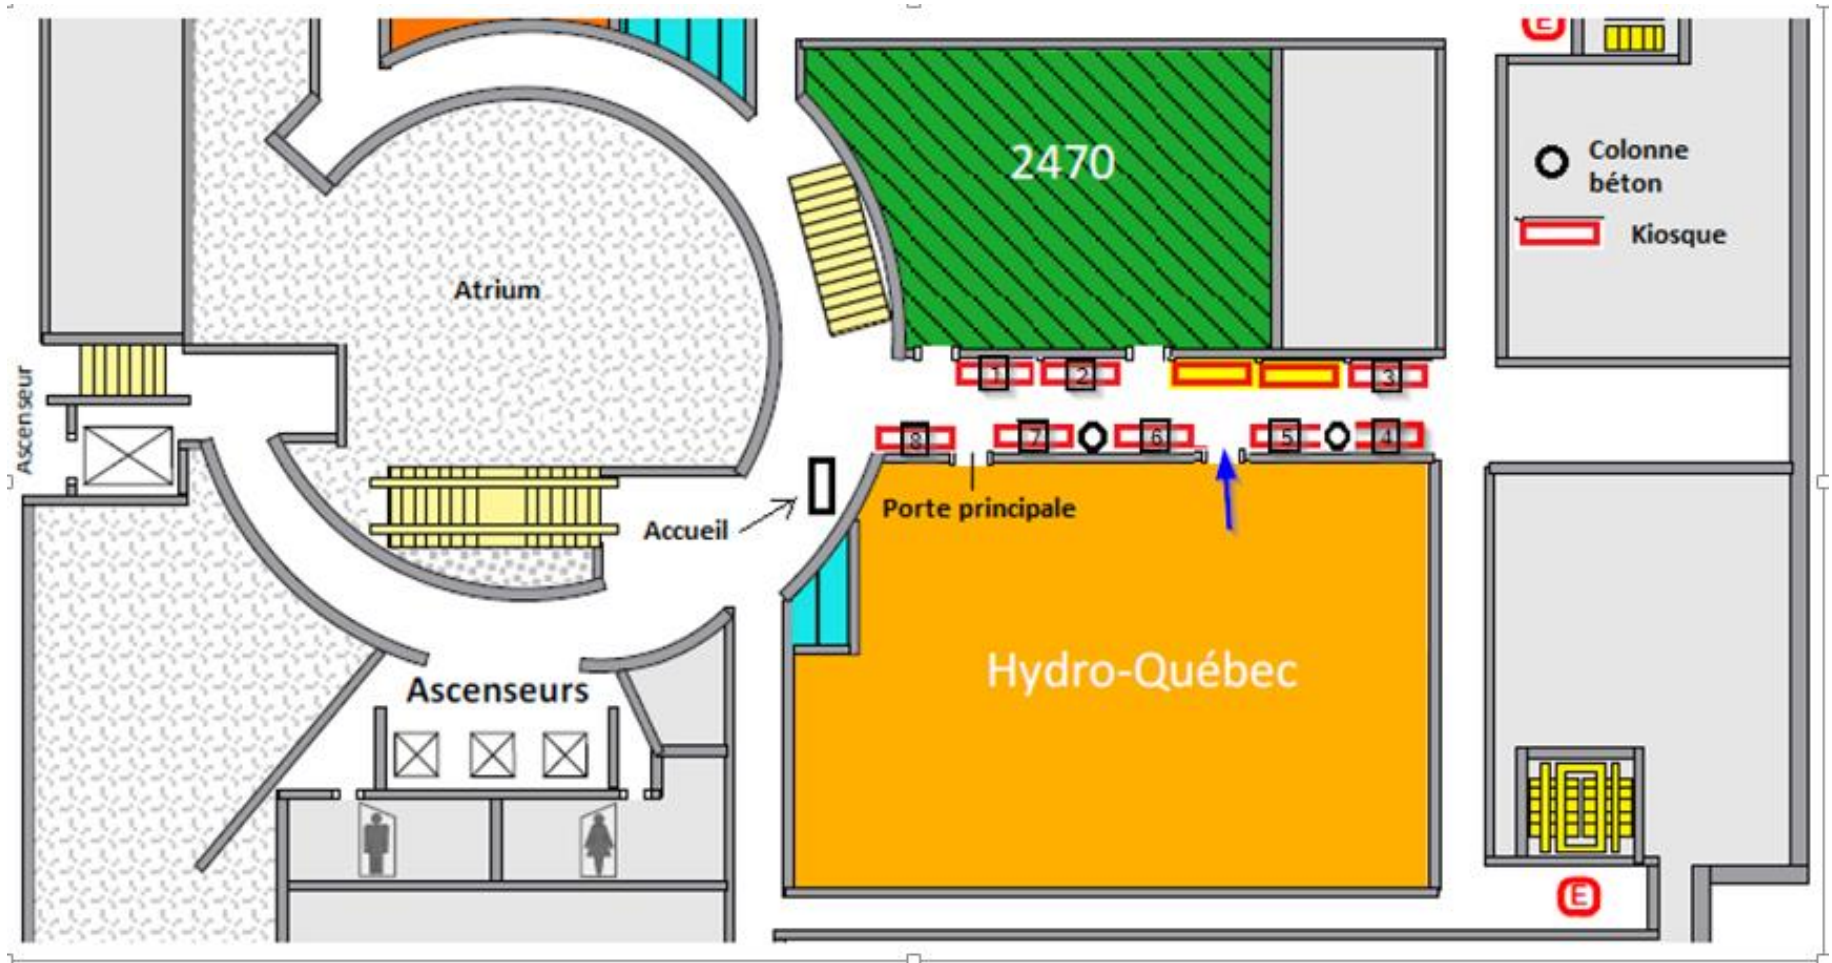 E
2470
Colonne
béton
Kiosque
Atrium
Ascenseur
1
2
3
8
7
6
5
4
Porte principale
Accueil
Hydro-Québec
Ascenseurs
E